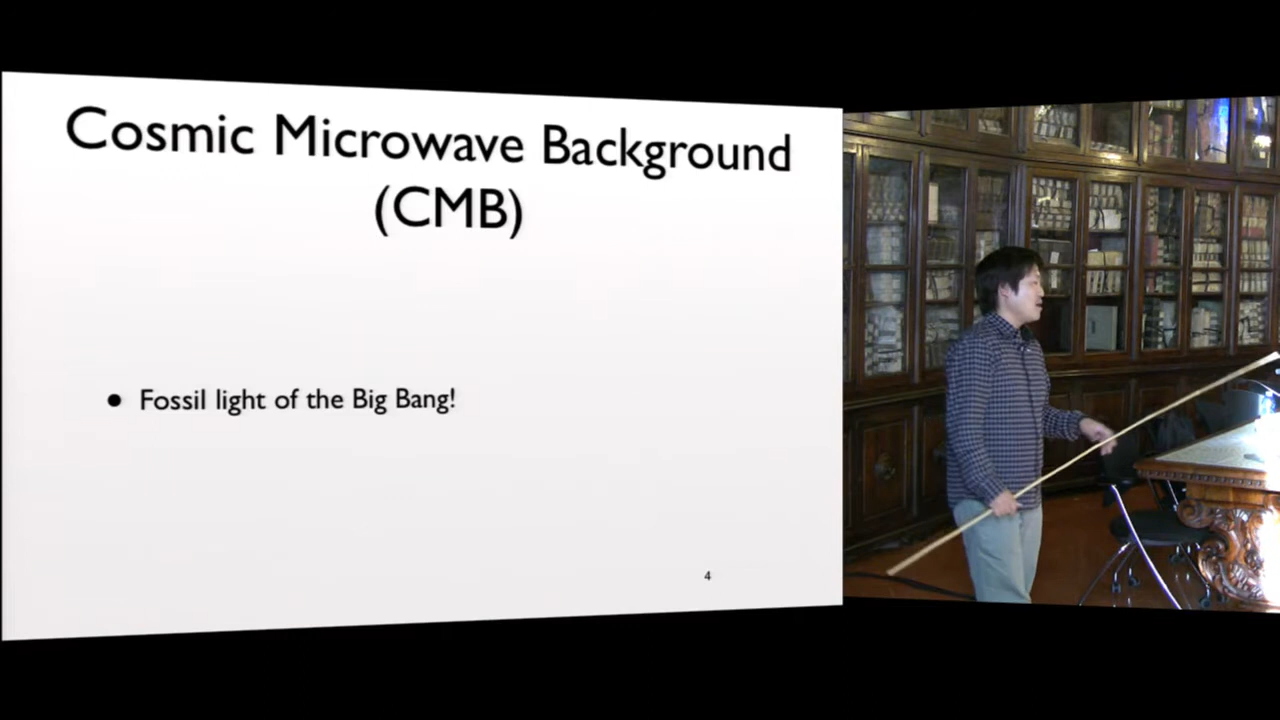 Cosmic Microwave Background
(CMB)
● Fossil light of the Big Bang!
4